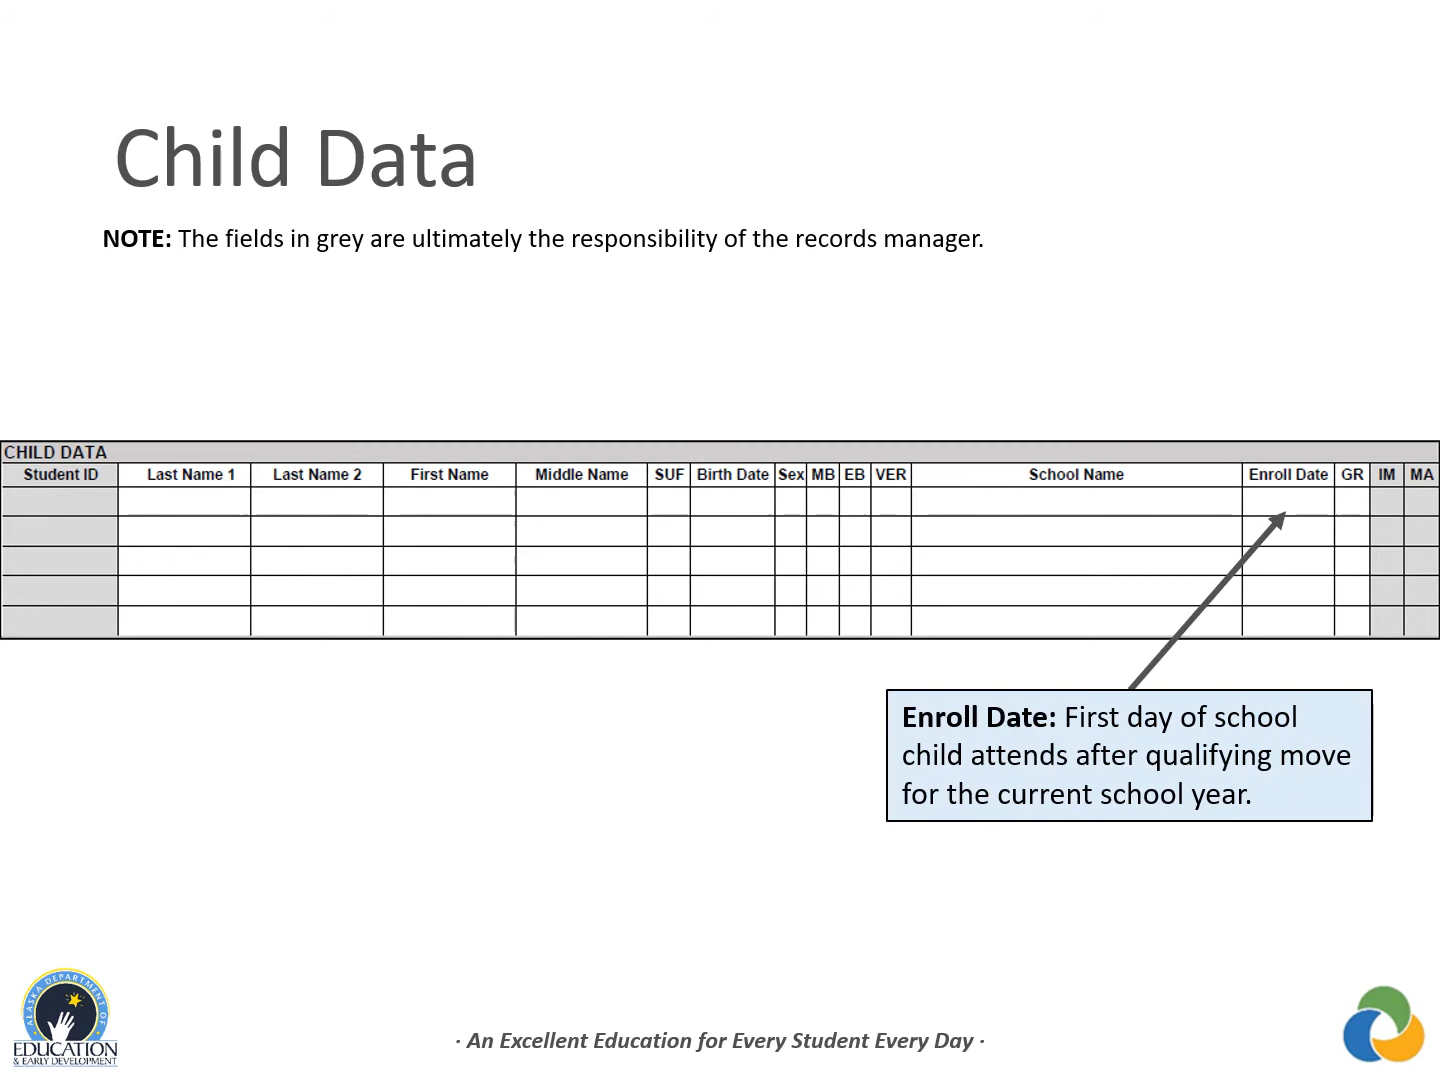 Child Data
NOTE: The fields in grey are ultimately the responsibility of the records manager.
CHILD DATA
Student ID Last Name 1 Last Name 2 First Name Middle Name SUF Birth Date Sex MB EB VER School Name Enroll Date GR IM MA
Enroll Date: First day of school
child attends after qualifying move
for the current school year.
ALASKA DEPARTMENT OF
EDUCATION
& EARLY DEVELOPMENT
· An Excellent Education for Every Student Every Day ·